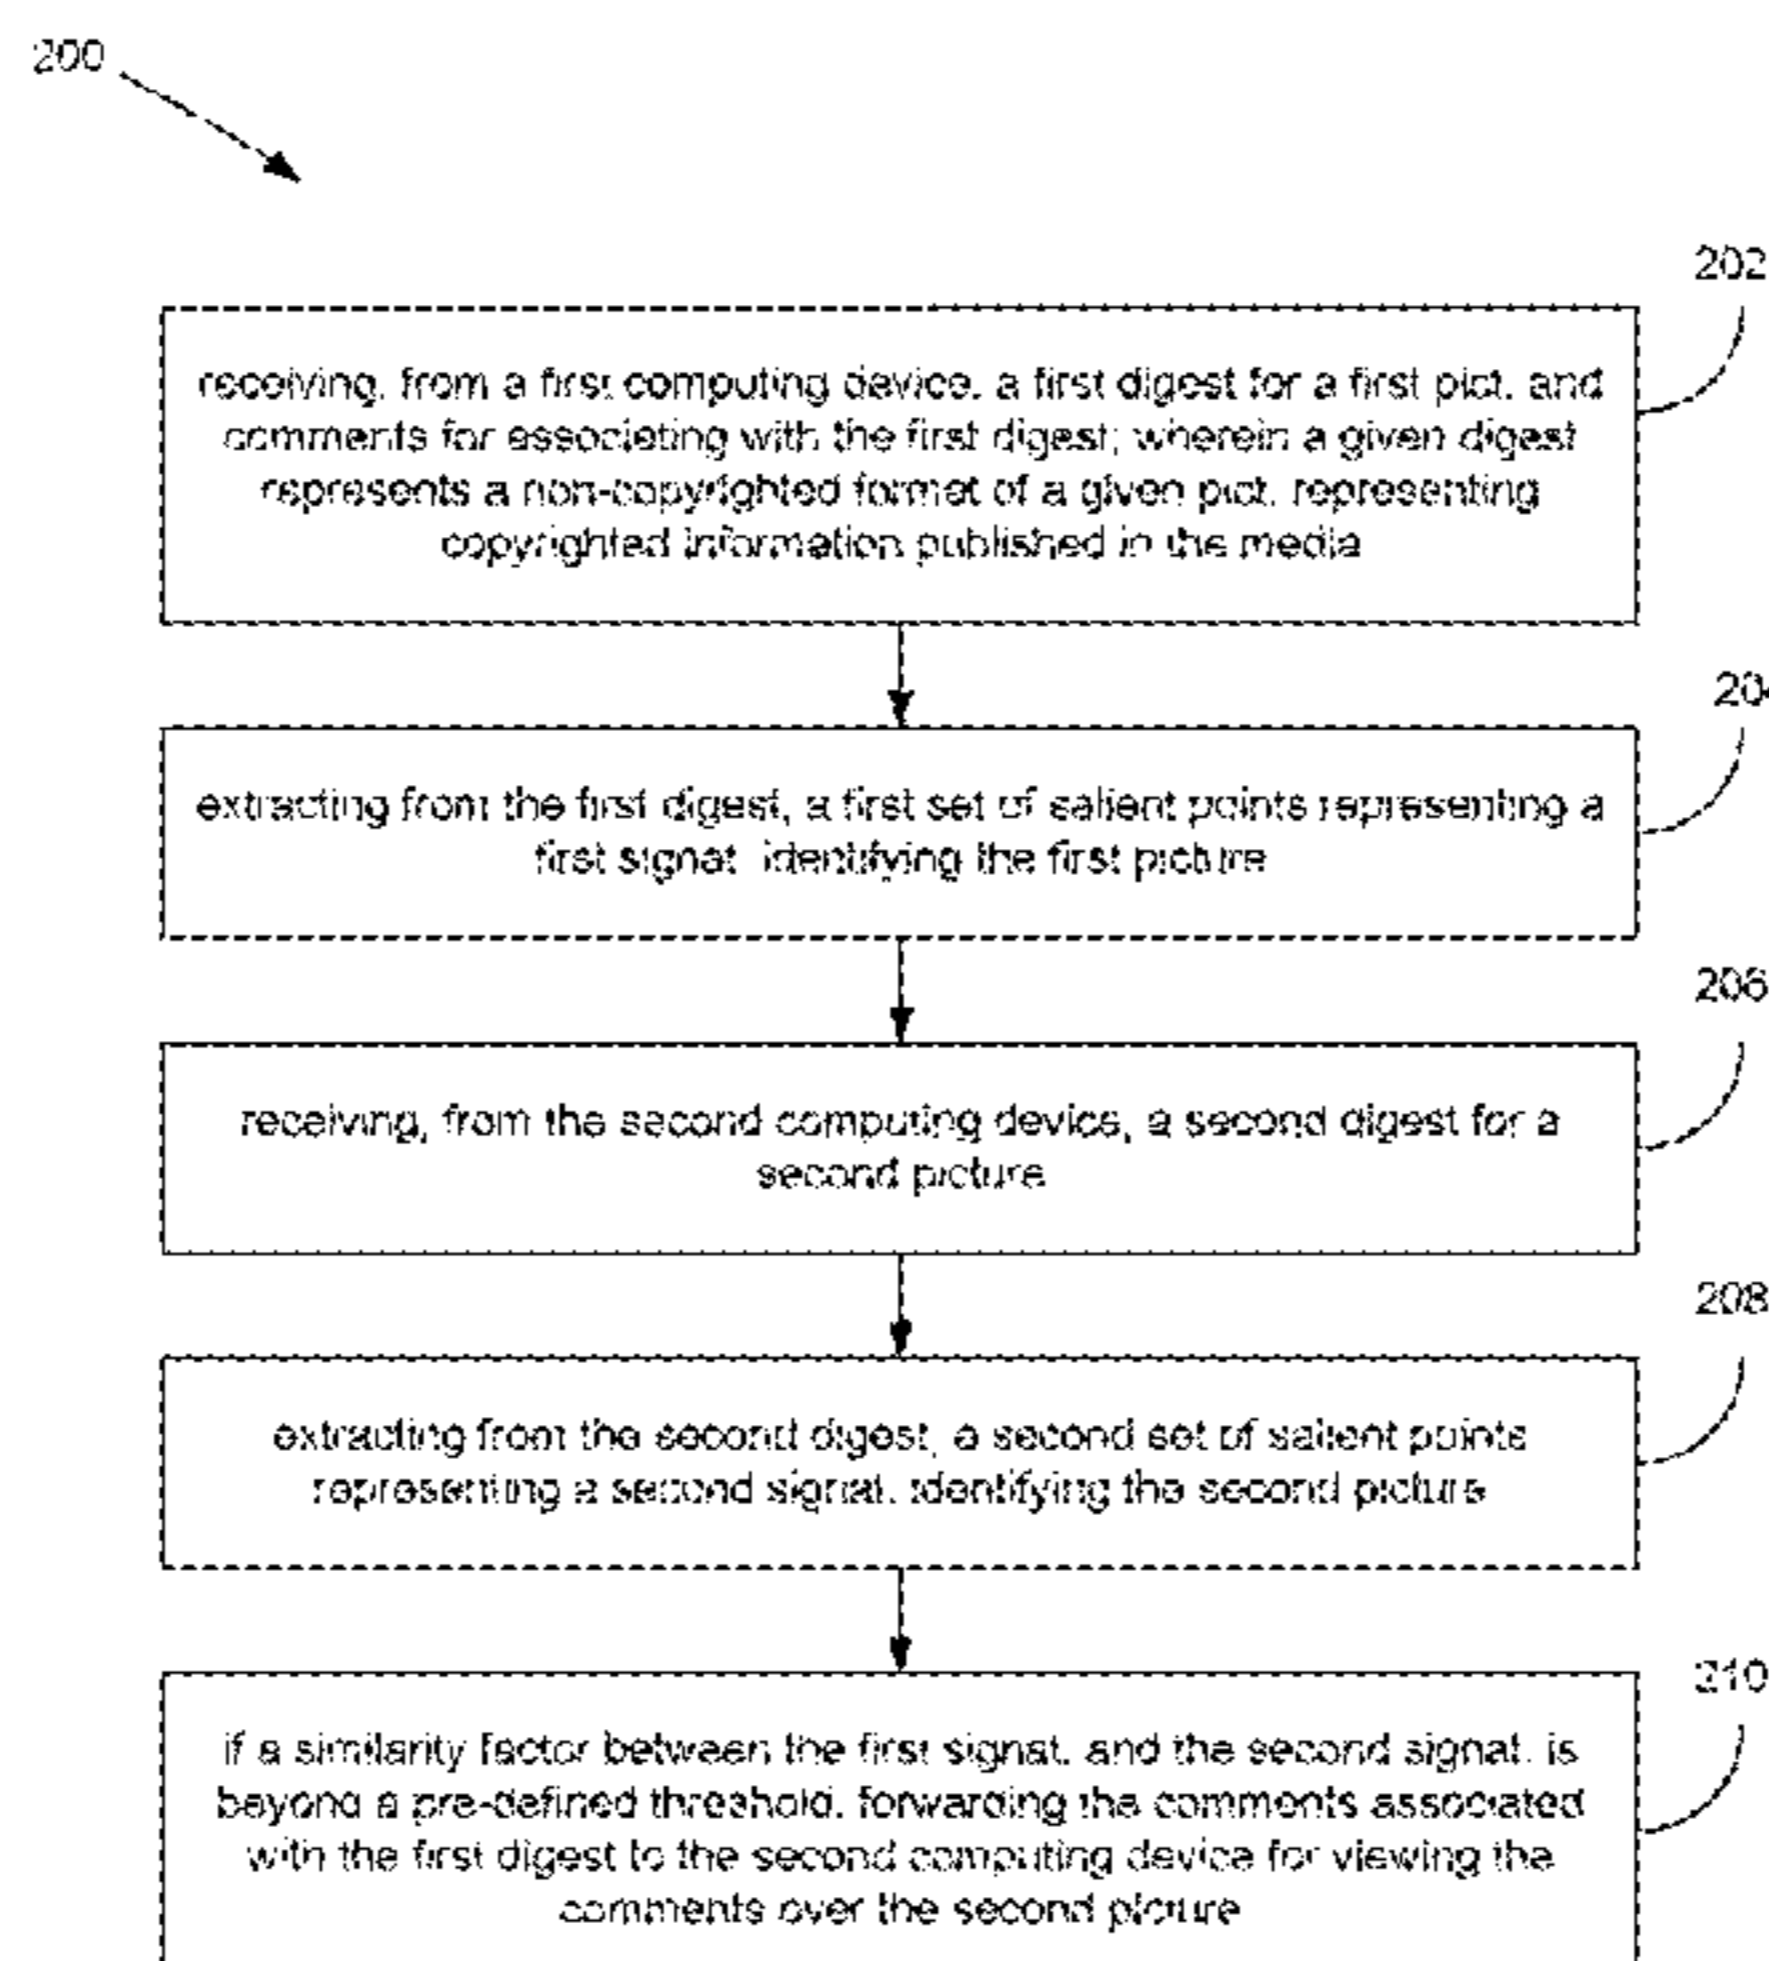 200
202
receiving, from a first computing device, a first digest for a first pict. and
comments for associating with the first digest; wherein a given digest
represents a non-copyrighted format of a given pict. representing
copyrighted information published in the media
204
extracting from the first digest, a first set of salient points representing a
first signat. identifying the first picture
206
receiving, from the second computing device, a second digest for a
second picture
208
extracting from the second digest, a second set of salient points
representing a second signat. identifying the second picture
210
if a similarity factor between the first signat. and the second signat. is
beyond a pre-defined threshold, forwarding the comments associated
with the first digest to the second computing device for viewing the
comments over the second picture